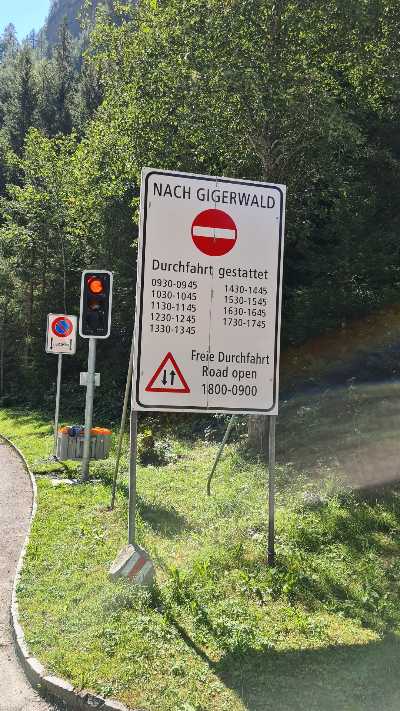 NACH GIGERWALD
Durchfahrt gestattet
0930-0945
1030-1045
1130-1145
1230-1245
1330-1345
1430-1445
1530-1545
1630-1645
1730-1745
Freie Durchfahrt
Road open
1800-0900